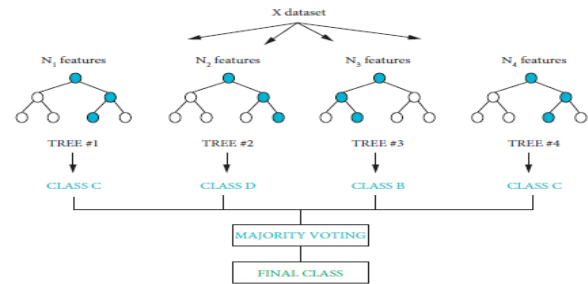 X dataset
N₁ features
N₂ features
N₃ features
N₄ features
TREE #1
TREE #2
TREE #3
TREE #4
CLASS C
CLASS D
CLASS B
CLASS C
MAJORITY VOTING
FINAL CLASS